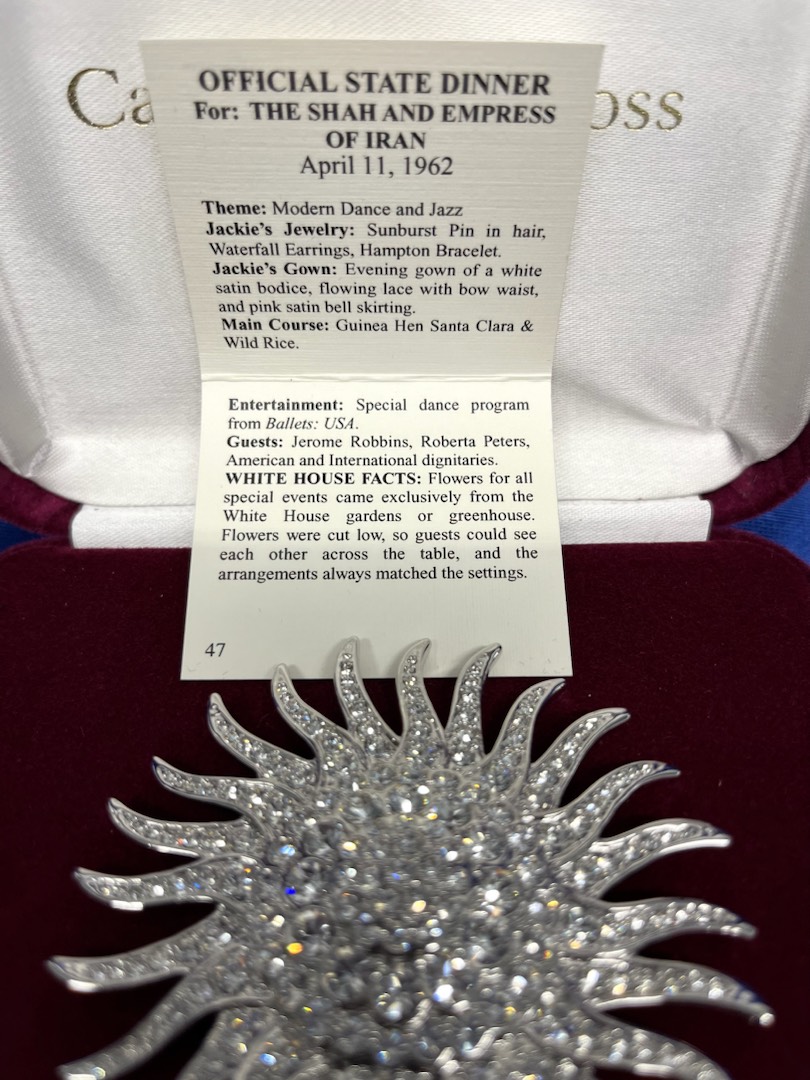 Ca oss
OFFICIAL STATE DINNER
For: THE SHAH AND EMPRESS
OF IRAN
April 11, 1962
Theme: Modern Dance and Jazz
Jackie's Jewelry: Sunburst Pin in hair,
Waterfall Earrings, Hampton Bracelet.
Jackie's Gown: Evening gown of a white
satin bodice, flowing lace with bow waist,
and pink satin bell skirting.
Main Course: Guinea Hen Santa Clara &
Wild Rice.
Entertainment: Special dance program
from Ballets: USA.
Guests: Jerome Robbins, Roberta Peters,
American and International dignitaries.
WHITE HOUSE FACTS: Flowers for all
special events came exclusively from the
White House gardens or greenhouse.
Flowers were cut low, so guests could see
each other across the table, and the
arrangements always matched the settings.
47